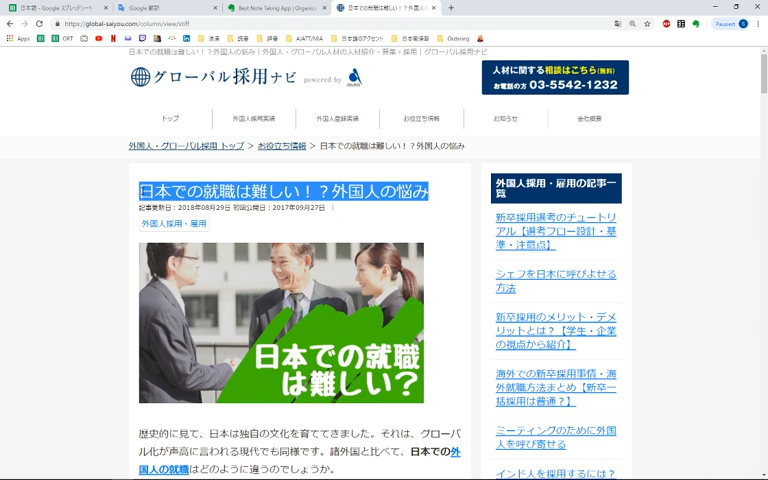 日本語 - Google スプレッドシート
Google 翻訳
Best Note Taking App | Organize
日本での就職は難しい！？外国人の悩み
https://global-saiyou.com/column/view/stiff
Pausiert
Apps
ORT
読書
AJATT/MIA
日本語のアクセント
日本語情報
Ordering
日本での就職は難しい！？外国人の悩み｜外国人・グローバル人材の人材紹介・募集・採用｜グローバル採用ナビ
グローバル採用ナビ powered by
人材に関する相談はこちら(無料)
お電話の方 03-5542-1232
トップ
外国人採用実績
外国人登録実績
お役立ち情報
お知らせ
会社概要
外国人・グローバル採用 トップ > お役立ち情報 > 日本での就職は難しい！？外国人の悩み
日本での就職は難しい！？外国人の悩み
記事更新日：2018年08月29日 初回公開日：2017年09月27日
外国人採用・雇用
日本での就職
は難しい？
歴史的に見て、日本は独自の文化を育ててきました。それは、グローバ
ル化が声高に言われる現代でも同様です。諸外国と比べて、日本での外
国人の就職はどのように違うのでしょうか。
外国人採用・雇用の記事一
覧
新卒採用選考のチュートリ
アル【選考フロー設計・基
準・注意点】
シェフを日本に呼びよせる
方法
新卒採用のメリット・デメ
リットとは？【学生・企業
の視点から紹介】
海外での新卒採用事情・海
外就職方法まとめ【新卒一
括採用は普通？】
ミーティングのために外国
人を呼び寄せる
インド人を採用するには？